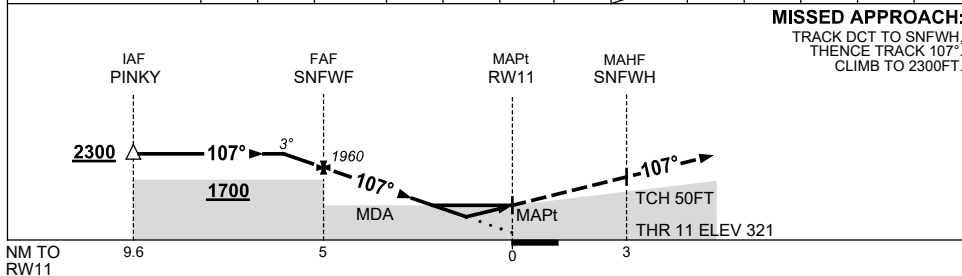 MISSED APPROACH:
TRACK DCT TO SNFWH,
THENCE TRACK 107°.
CLIMB TO 2300FT.
IAF
PINKY
FAF
SNFWF
MAPt
RW11
MAHF
SNFWH
2300
107°
3°
1960
107°
107°
1700
MDA
MAPt
TCH 50FT
THR 11 ELEV 321
NM TO
RW11
9.6
5
0
3